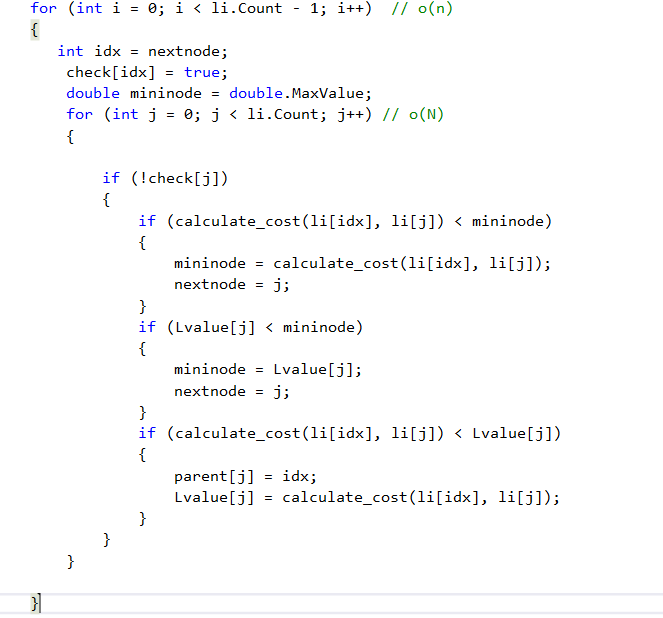 for (int i = 0; i < li.Count - 1; i++)  // o(n)
{
   int idx = nextnode;
    check[idx] = true;
    double mininode = double.MaxValue;
    for (int j = 0; j < li.Count; j++) // o(N)
    {

        if (!check[j])
        {
            if (calculate_cost(li[idx], li[j]) < mininode)
            {
                mininode = calculate_cost(li[idx], li[j]);
                nextnode = j;
            }
            if (Lvalue[j] < mininode)
            {
                mininode = Lvalue[j];
                nextnode = j;
            }
            if (calculate_cost(li[idx], li[j]) < Lvalue[j])
            {
                parent[j] = idx;
                Lvalue[j] = calculate_cost(li[idx], li[j]);
            }
        }
    }

}